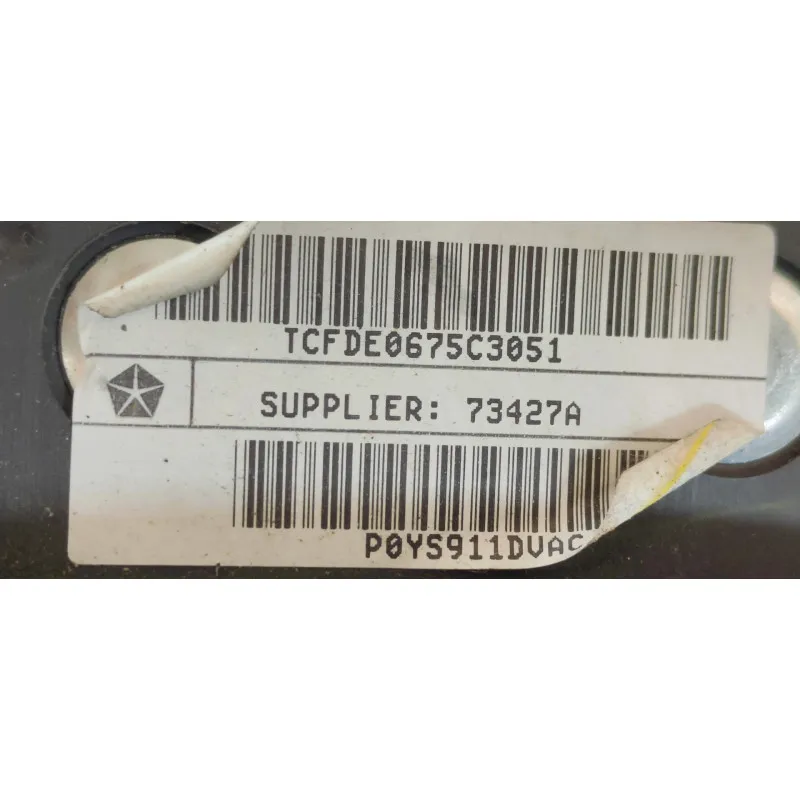 TCFDE0675C3051
SUPPLIER: 73427A
P0YS911DVAC